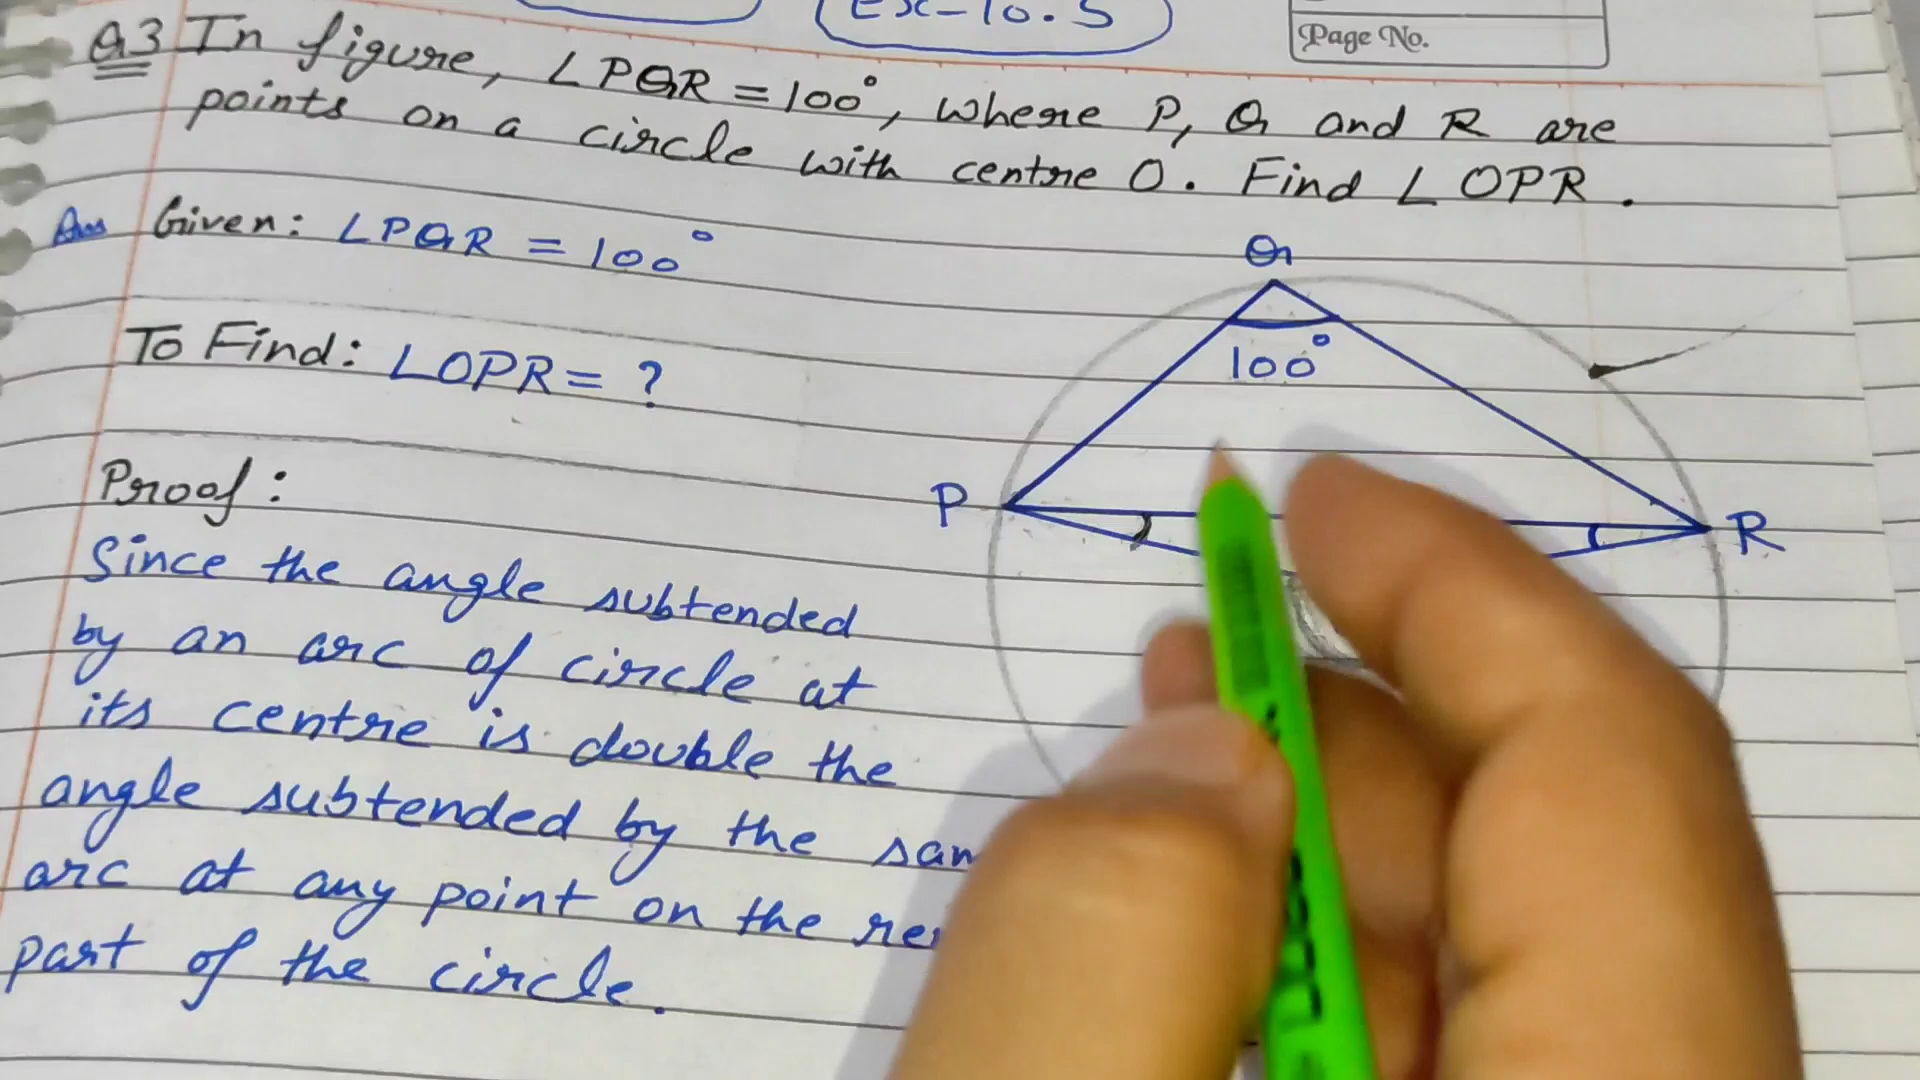 Ex-10.5
Page No.
Q3 In figure, ∠PQR = 100°, where P, Q and R are
points on a circle with centre O. Find ∠OPR.
Ans Given: ∠PQR = 100°
To Find: ∠OPR = ?
Proof:
Since the angle subtended
by an arc of circle at
its centre is double the
angle subtended by the
arc at any point on the
part of the circle.
Q
100°
P
R